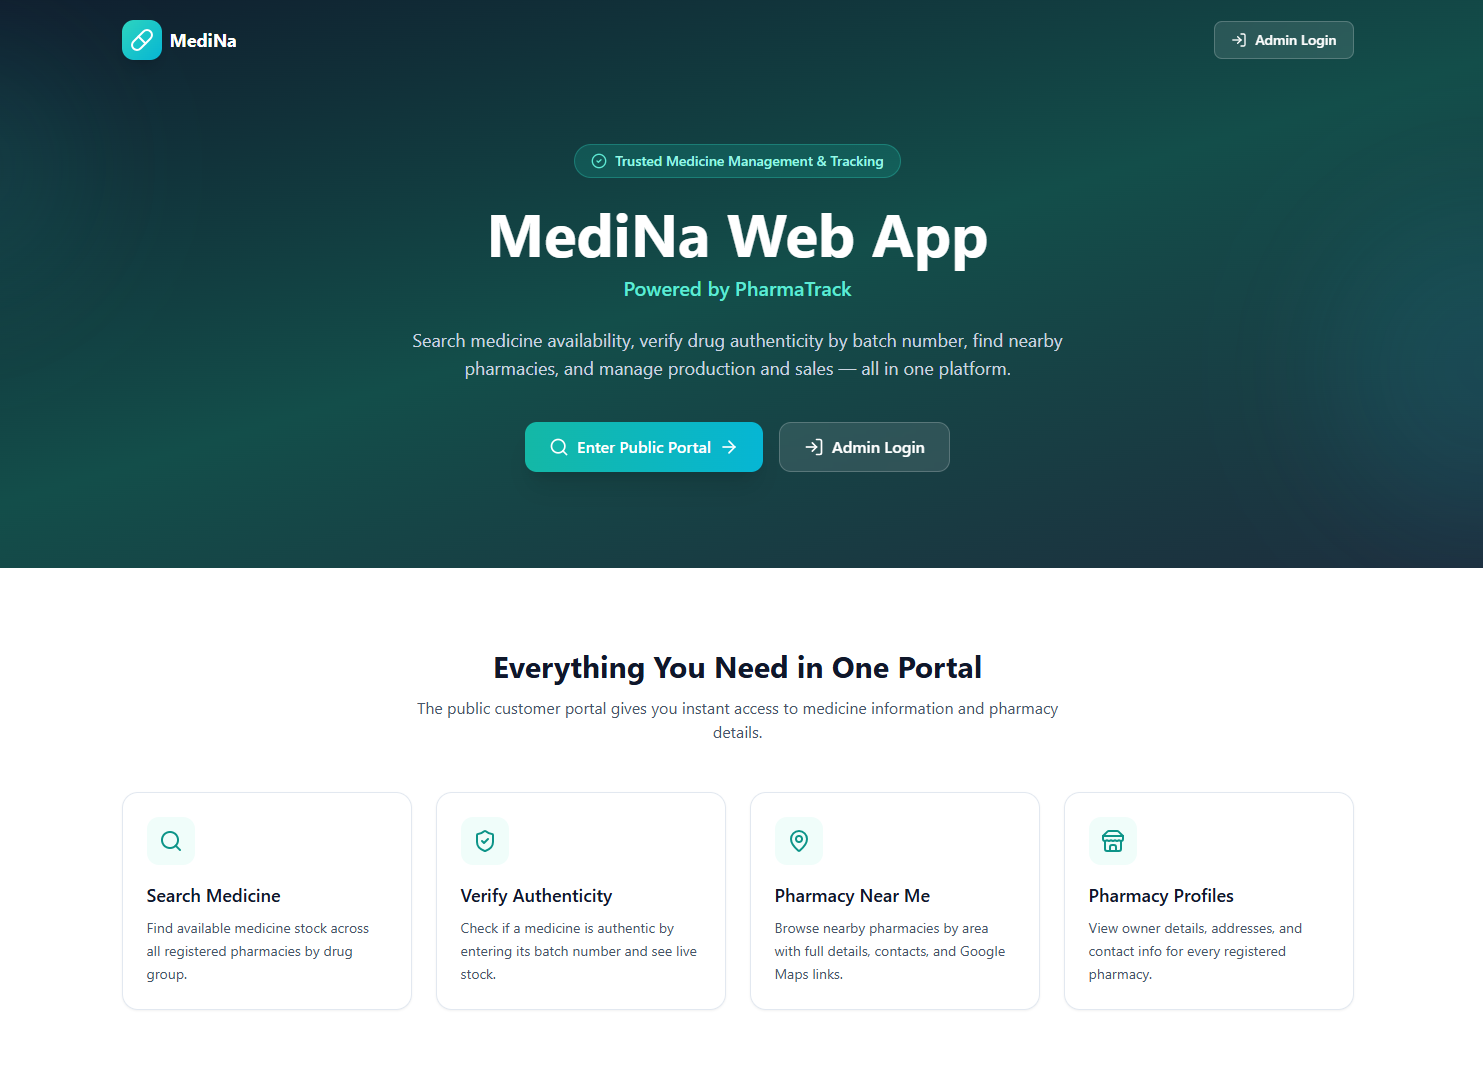 MediNa
Admin Login
Trusted Medicine Management & Tracking
MediNa Web App
Powered by PharmaTrack
Search medicine availability, verify drug authenticity by batch number, find nearby
pharmacies, and manage production and sales — all in one platform.
Enter Public Portal
Admin Login
Everything You Need in One Portal
The public customer portal gives you instant access to medicine information and pharmacy
details.
Search Medicine
Find available medicine stock across
all registered pharmacies by drug
group.
Verify Authenticity
Check if a medicine is authentic by
entering its batch number and see live
stock.
Pharmacy Near Me
Browse nearby pharmacies by area
with full details, contacts, and Google
Maps links.
Pharmacy Profiles
View owner details, addresses, and
contact info for every registered
pharmacy.